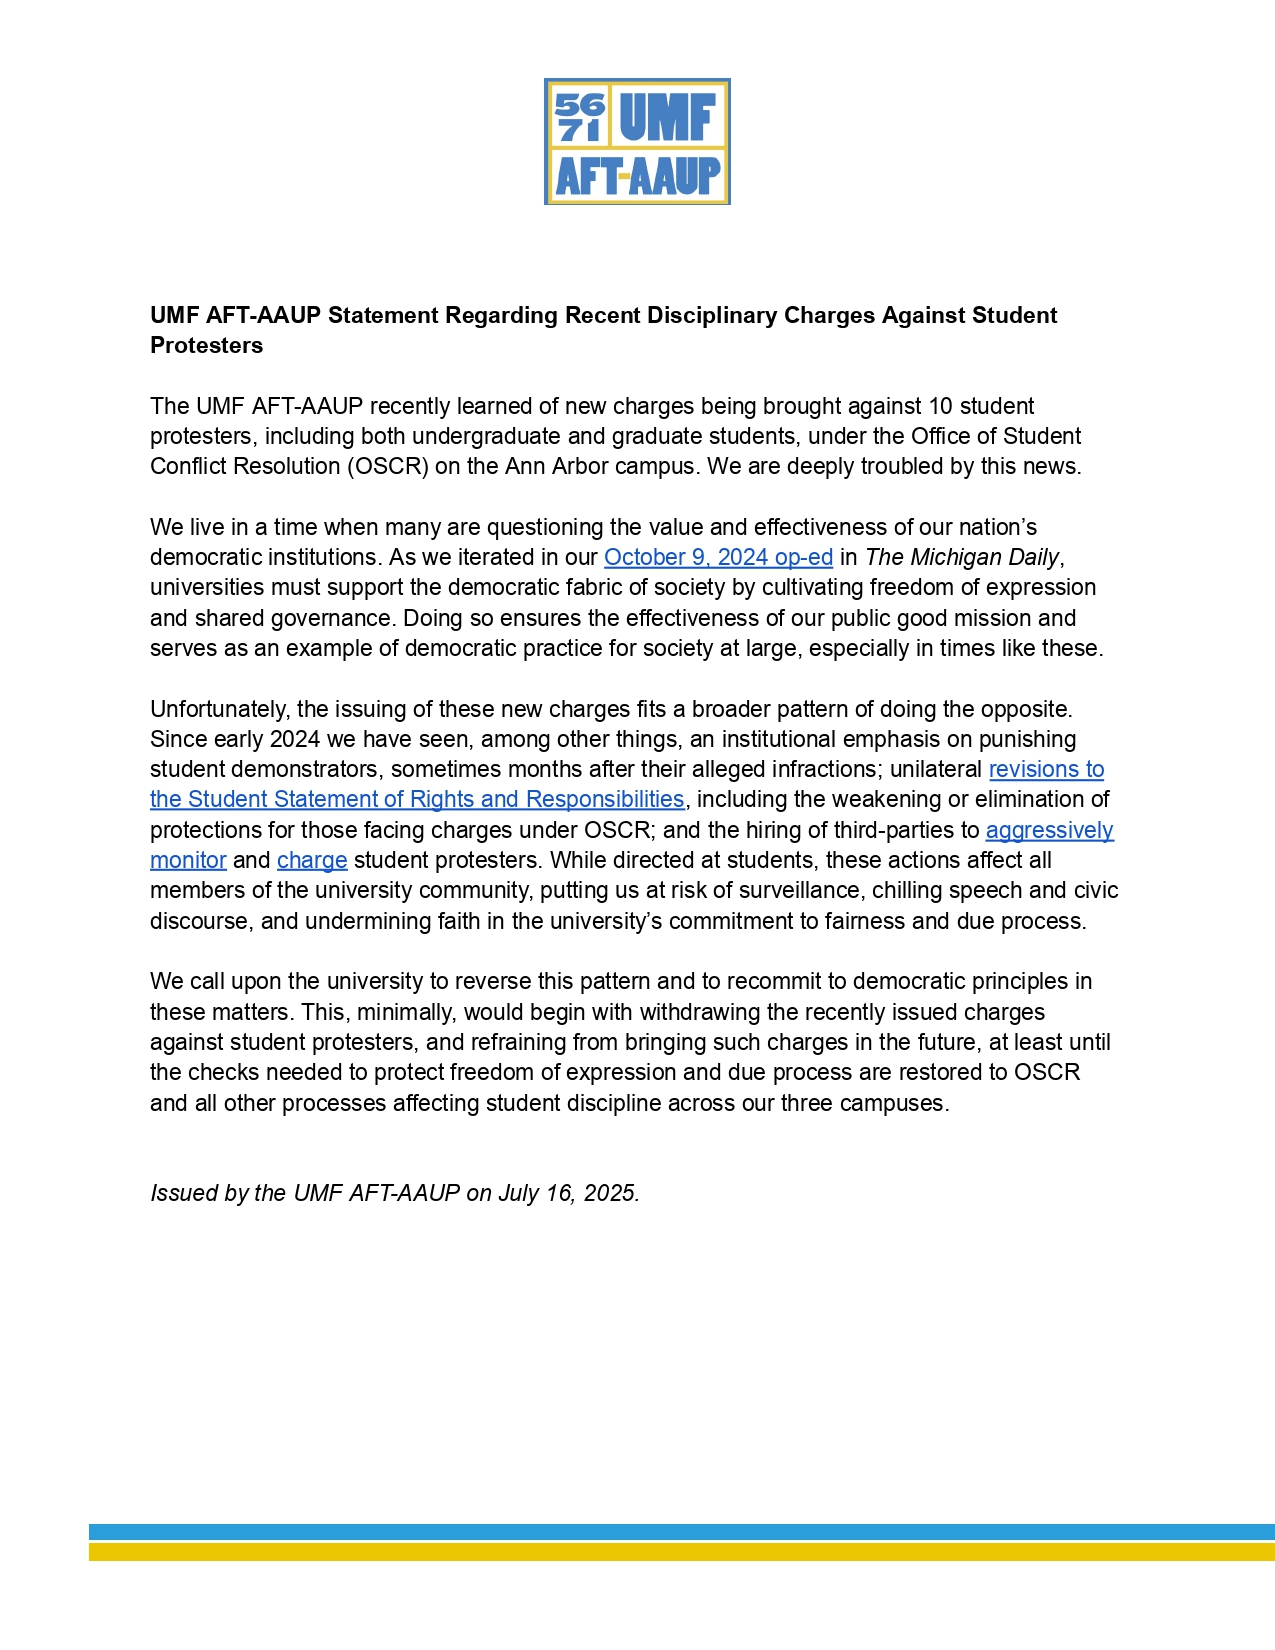 56 UMF
71
AFT-AAUP
UMF AFT-AAUP Statement Regarding Recent Disciplinary Charges Against Student
Protesters
The UMF AFT-AAUP recently learned of new charges being brought against 10 student
protesters, including both undergraduate and graduate students, under the Office of Student
Conflict Resolution (OSCR) on the Ann Arbor campus. We are deeply troubled by this news.
We live in a time when many are questioning the value and effectiveness of our nation’s
democratic institutions. As we iterated in our October 9, 2024 op-ed in The Michigan Daily,
universities must support the democratic fabric of society by cultivating freedom of expression
and shared governance. Doing so ensures the effectiveness of our public good mission and
serves as an example of democratic practice for society at large, especially in times like these.
Unfortunately, the issuing of these new charges fits a broader pattern of doing the opposite.
Since early 2024 we have seen, among other things, an institutional emphasis on punishing
student demonstrators, sometimes months after their alleged infractions; unilateral revisions to
the Student Statement of Rights and Responsibilities, including the weakening or elimination of
protections for those facing charges under OSCR; and the hiring of third-parties to aggressively
monitor and charge student protesters. While directed at students, these actions affect all
members of the university community, putting us at risk of surveillance, chilling speech and civic
discourse, and undermining faith in the university’s commitment to fairness and due process.
We call upon the university to reverse this pattern and to recommit to democratic principles in
these matters. This, minimally, would begin with withdrawing the recently issued charges
against student protesters, and refraining from bringing such charges in the future, at least until
the checks needed to protect freedom of expression and due process are restored to OSCR
and all other processes affecting student discipline across our three campuses.
Issued by the UMF AFT-AAUP on July 16, 2025.